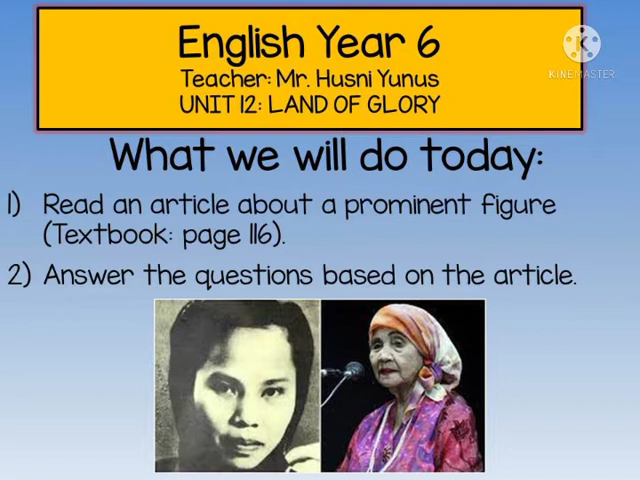 English Year 6
Teacher: Mr. Husni Yunus
UNIT 12: LAND OF GLORY
KINEMASTER
What we will do today:
1) Read an article about a prominent figure
(Textbook: page 116).
2) Answer the questions based on the article.